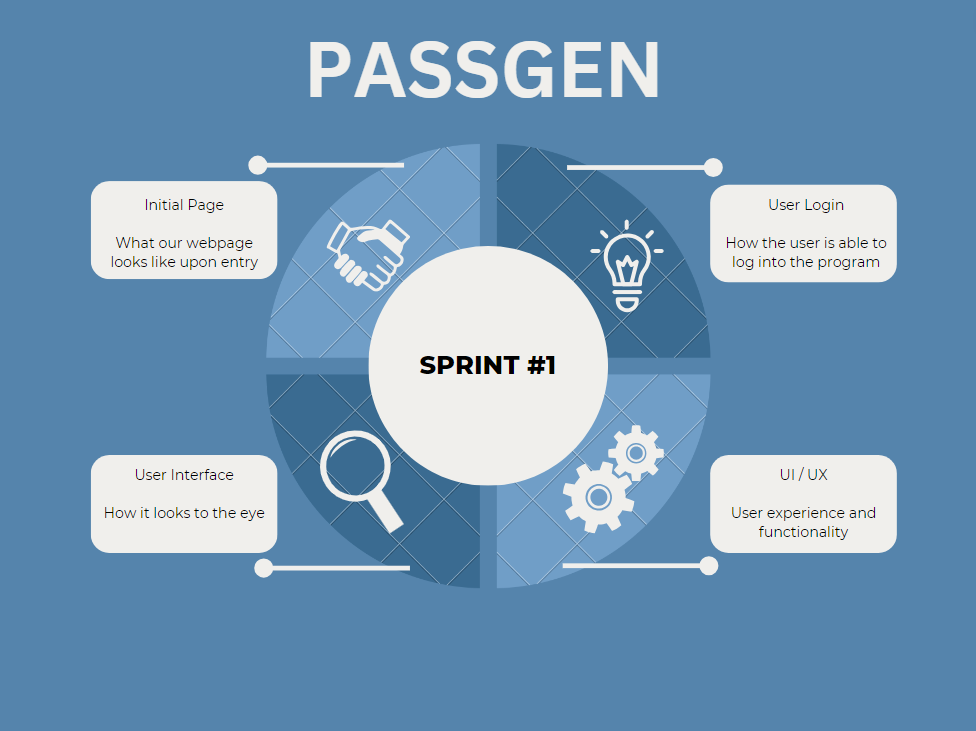 PASSGEN
Initial Page
What our webpage
looks like upon entry
User Login
How the user is able to
log into the program
SPRINT #1
User Interface
How it looks to the eye
UI / UX
User experience and
functionality